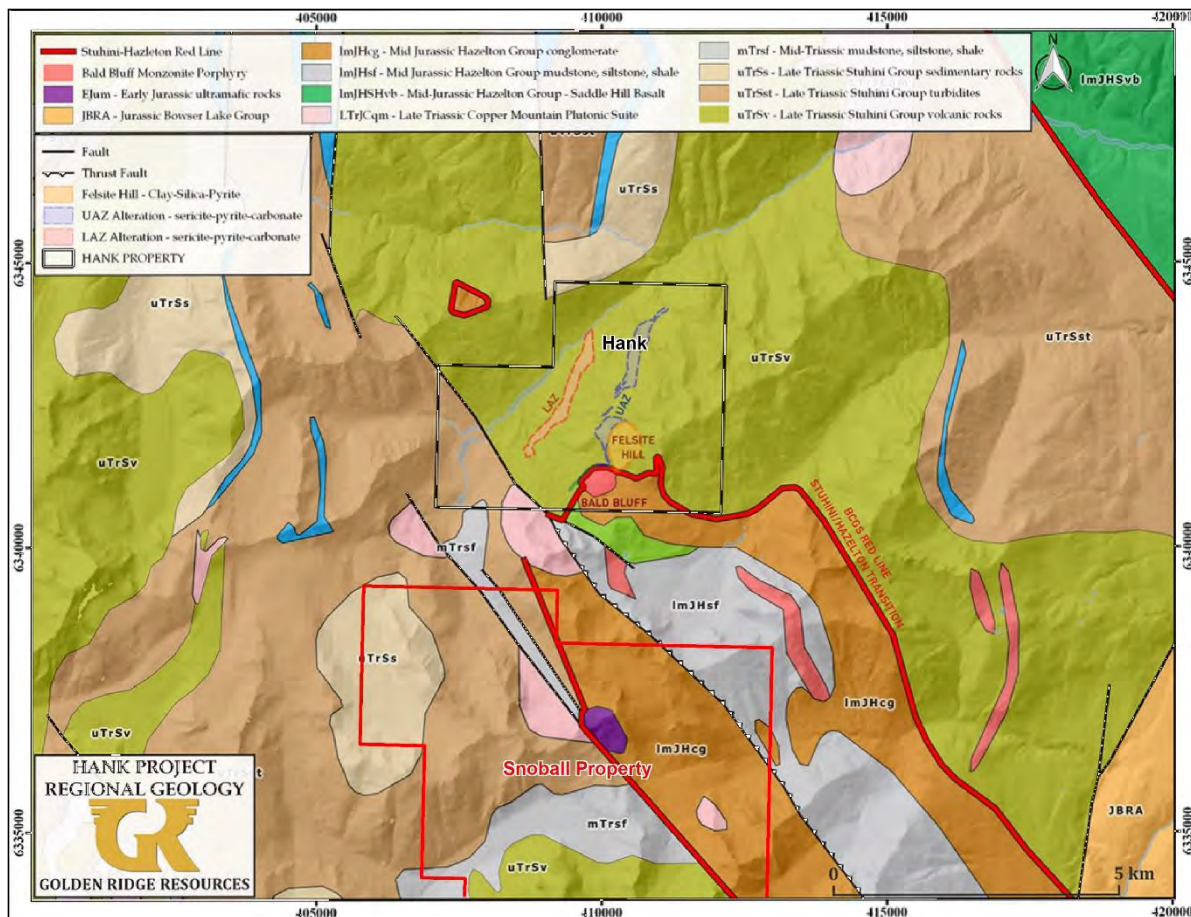 405000
410000
415000
Stuhini-Hazleton Red Line
Bald Bluff Monzonite Porphyry
EJum - Early Jurassic ultramafic rocks
JBRA - Jurassic Bowser Lake Group
lmJHcg - Mid Jurassic Hazelton Group conglomerate
lmJHsf - Mid Jurassic Hazelton Group mudstone, siltstone, shale
lmJHSHvb - Mid-Jurassic Hazelton Group - Saddle Hill Basalt
LTrJCqm - Late Triassic Copper Mountain Plutonic Suite
mTrsf - Mid-Triassic mudstone, siltstone, shale
uTrSs - Late Triassic Stuhini Group sedimentary rocks
uTrSst - Late Triassic Stuhini Group turbidites
uTrSv - Late Triassic Stuhini Group volcanic rocks
N
lmJHSvb
Fault
Thrust Fault
Felsite Hill - Clay-Silica-Pyrite
UAZ Alteration - sericite-pyrite-carbonate
LAZ Alteration - sericite-pyrite-carbonate
HANK PROPERTY
uTrSs
6345000
6345000
uTrSs
Hank
uTrSv
uTrSst
LAZ
UAZ
FELSITE
HILL
uTrSv
BALD BLUFF
BCGS RED LINE
STUHINI/HAZELTON TRANSITION
6340000
6340000
mTrsf
lmJHsf
uTrSs
lmJHcg
uTrSv
lmJHcg
Snoball Property
HANK PROJECT
REGIONAL GEOLOGY
GR
GOLDEN RIDGE RESOURCES
mTrsf
uTrSv
JBRA
6335000
0
5 km
405000
410000
415000
420000